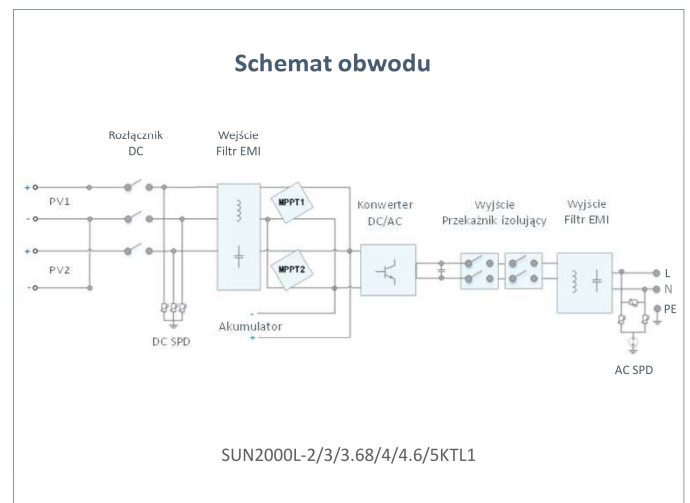 Schemat obwodu
Rozłącznik
DC
Wejście
Filtr EMI
+
PV1
-
+
PV2
-
MPPT1
MPPT2
Konwerter
DC/AC
Wyjście
Przekaźnik izolujący
Wyjście
Filtr EMI
L
N
PE
-
Akumulator
+
DC SPD
AC SPD
SUN2000L-2/3/3.68/4/4.6/5KTL1